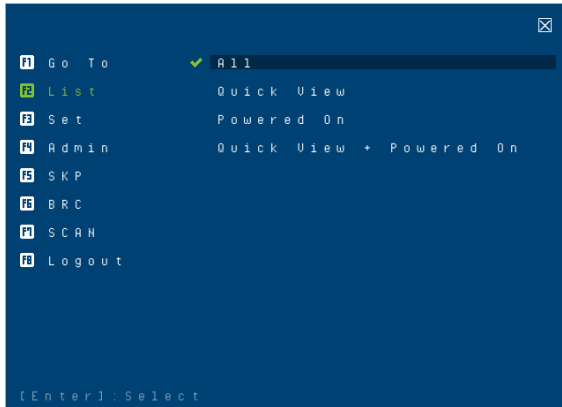 F1 Go To All
F2 List Quick View
F3 Set Powered On
F4 Admin Quick View + Powered On
F5 SKP
F6 BRC
F7 SCAN
F8 Logout
[Enter]:Select